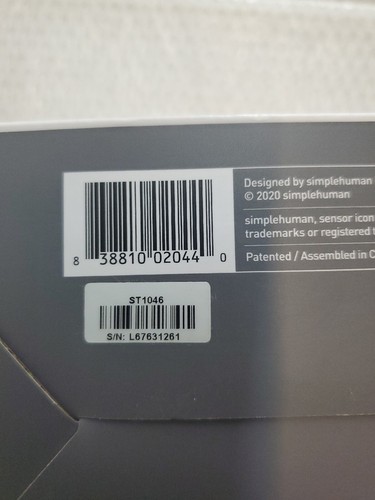 8 38810 02044 0
Designed by simplehuman
© 2020 simplehuman
simplehuman, sensor icon
trademarks or registered
Patented / Assembled in
ST1046
S/N: L67631261